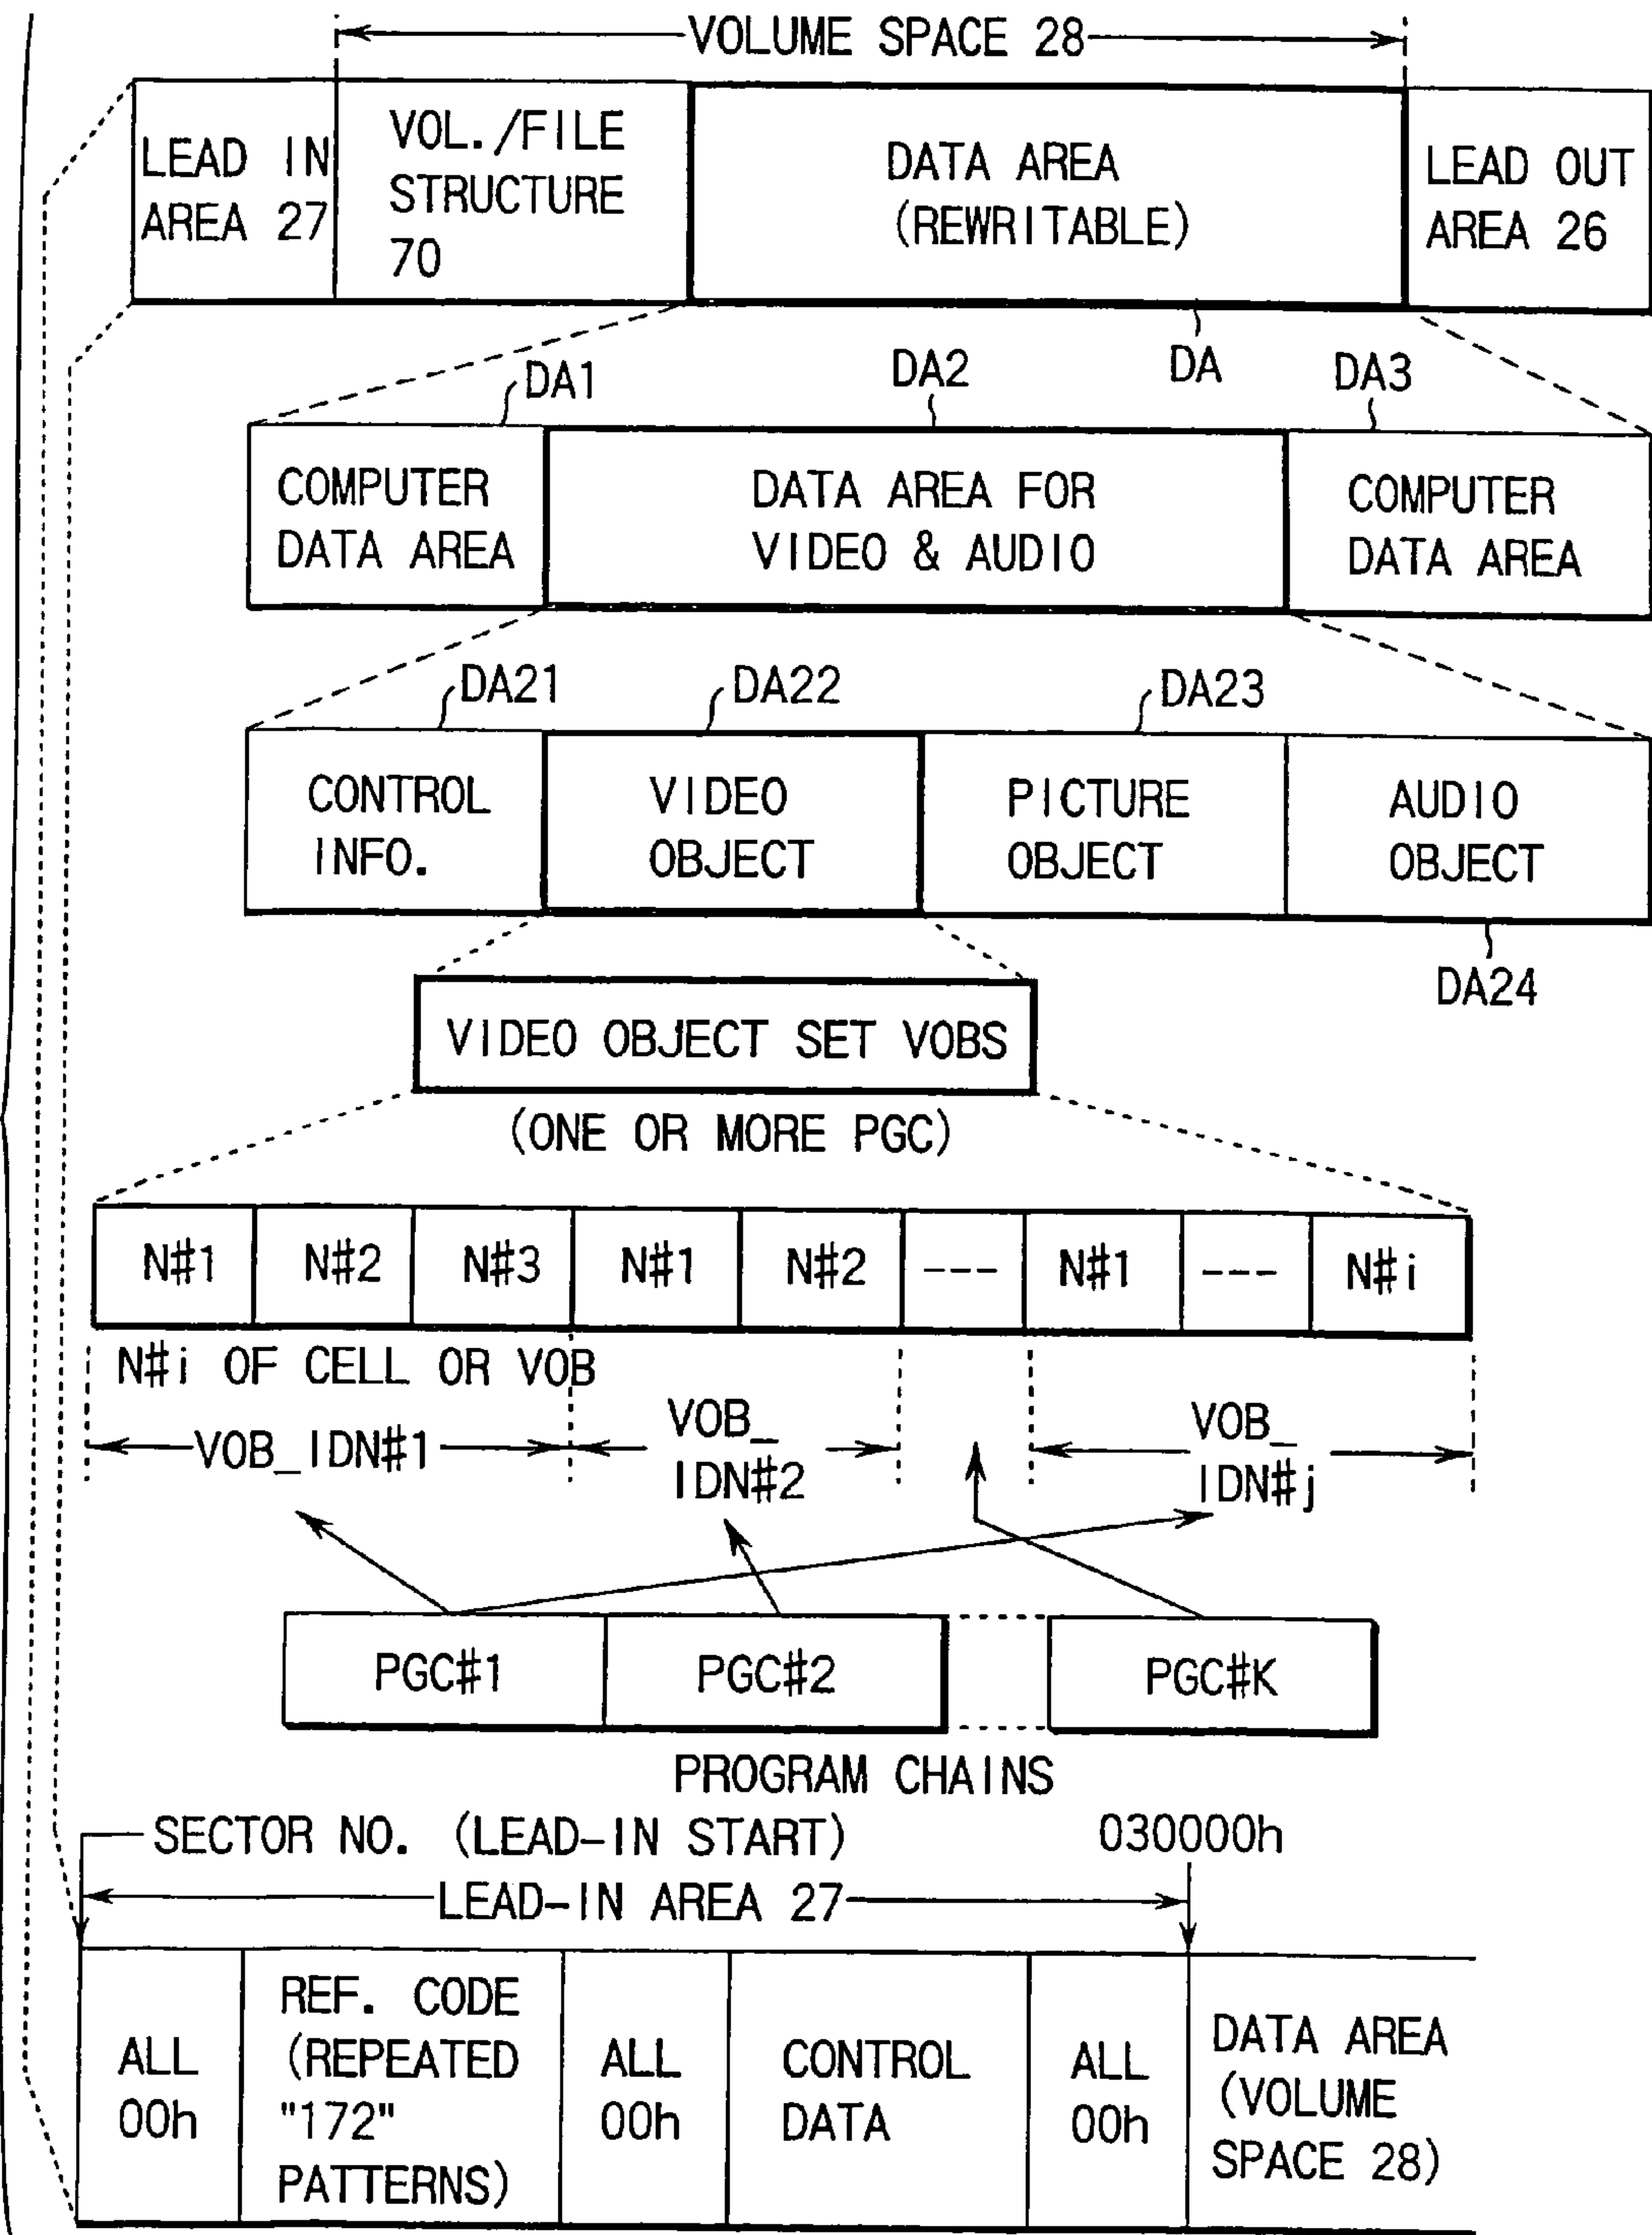 VOLUME SPACE 28
LEAD IN
AREA 27
VOL./FILE
STRUCTURE
70
DATA AREA
(REWRITABLE)
LEAD OUT
AREA 26
DA1
DA2
DA
DA3
COMPUTER
DATA AREA
DATA AREA FOR
VIDEO & AUDIO
COMPUTER
DATA AREA
DA21
DA22
DA23
CONTROL
INFO.
VIDEO
OBJECT
PICTURE
OBJECT
AUDIO
OBJECT
DA24
VIDEO OBJECT SET VOBS
(ONE OR MORE PGC)
N#1
N#2
N#3
N#1
N#2
---
N#1
---
N#i
N#i OF CELL OR VOB
VOB_IDN#1
VOB_
IDN#2
VOB_
IDN#j
PGC#1
PGC#2
PGC#K
PROGRAM CHAINS
SECTOR NO. (LEAD-IN START)
030000h
LEAD-IN AREA 27
ALL
00h
REF. CODE
(REPEATED
"172"
PATTERNS)
ALL
00h
CONTROL
DATA
ALL
00h
DATA AREA
(VOLUME
SPACE 28)